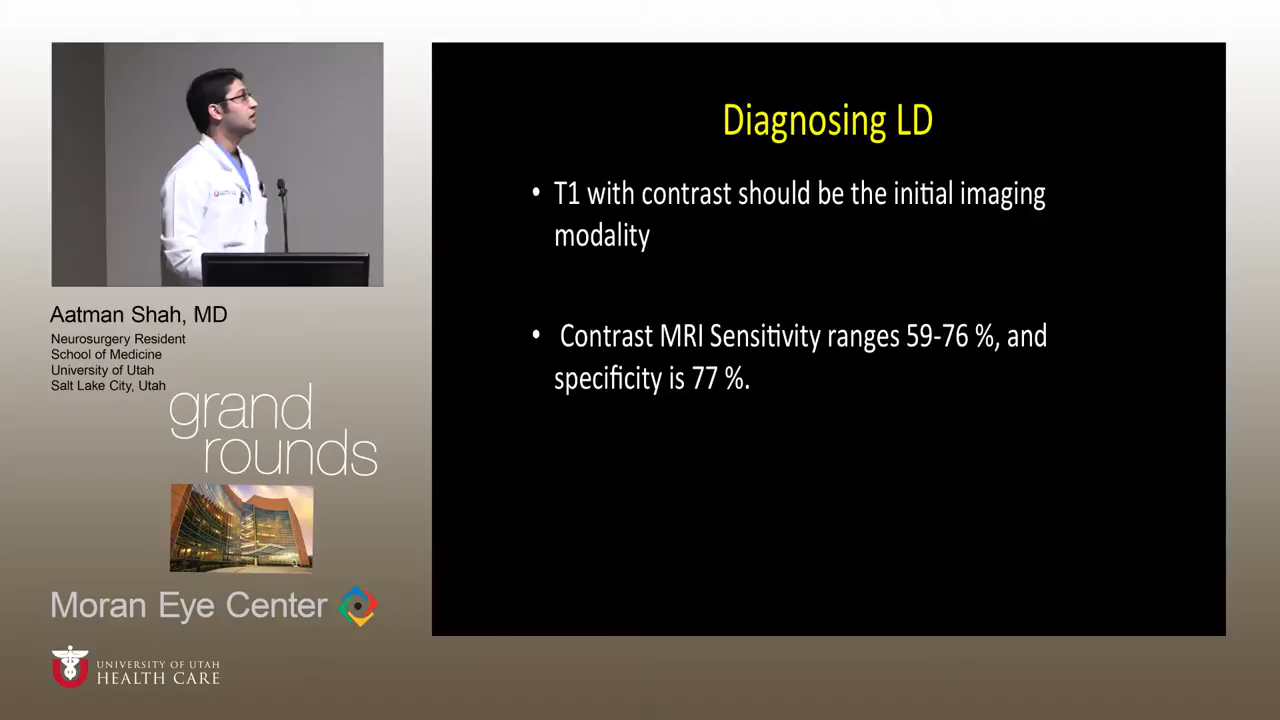 Diagnosing LD
• T1 with contrast should be the initial imaging
modality
• Contrast MRI Sensitivity ranges 59-76 %, and
specificity is 77 %.
Aatman Shah, MD
Neurosurgery Resident
School of Medicine
University of Utah
Salt Lake City, Utah
grand
rounds
Moran Eye Center
UNIVERSITY OF UTAH
HEALTH CARE